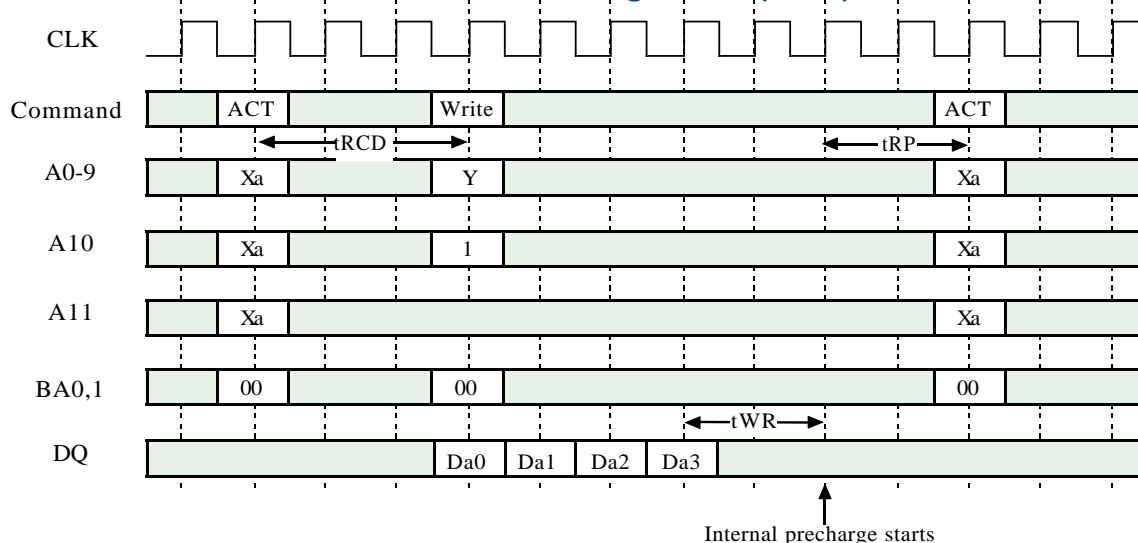 CLK
Command ACT Write ACT
tRCD tRP
A0-9 Xa Y Xa
A10 Xa 1 Xa
A11 Xa Xa
BA0,1 00 00 00
tWR
DQ Da0 Da1 Da2 Da3
Internal precharge starts